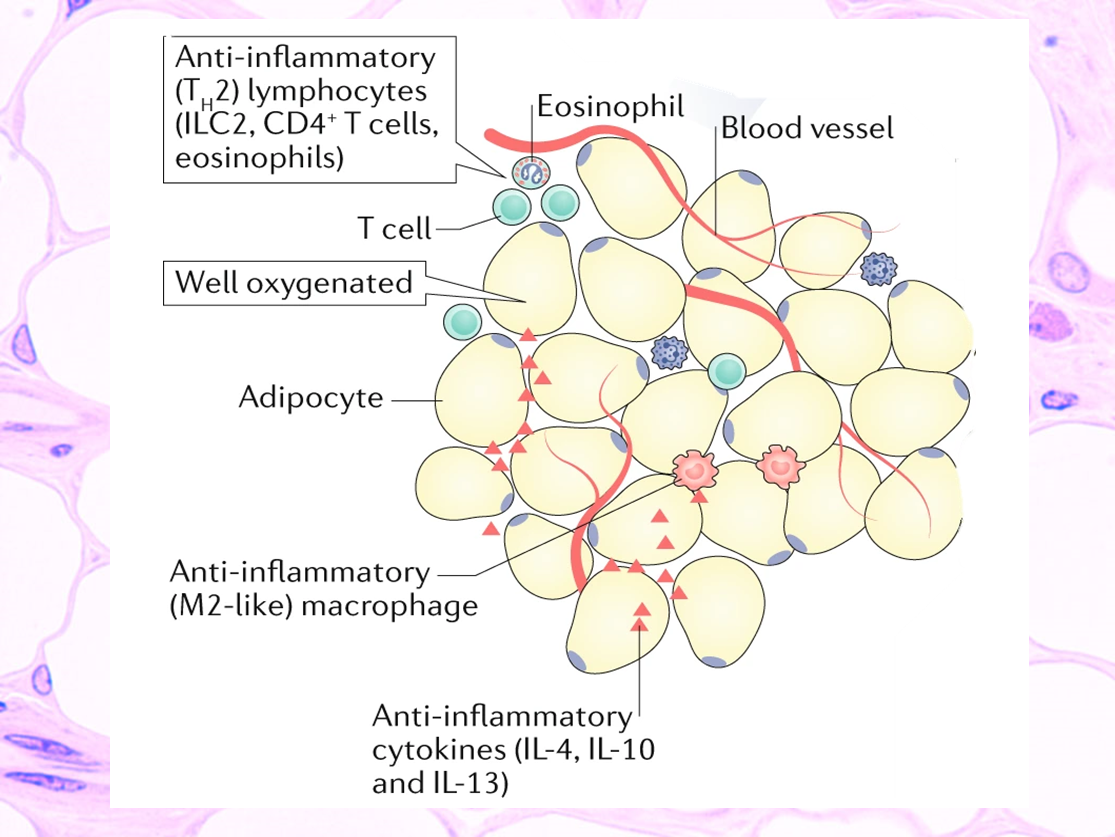 Anti-inflammatory
(TH2) lymphocytes
(ILC2, CD4+ T cells,
eosinophils)
Eosinophil
Blood vessel
T cell
Well oxygenated
Adipocyte
Anti-inflammatory
(M2-like) macrophage
Anti-inflammatory
cytokines (IL-4, IL-10
and IL-13)